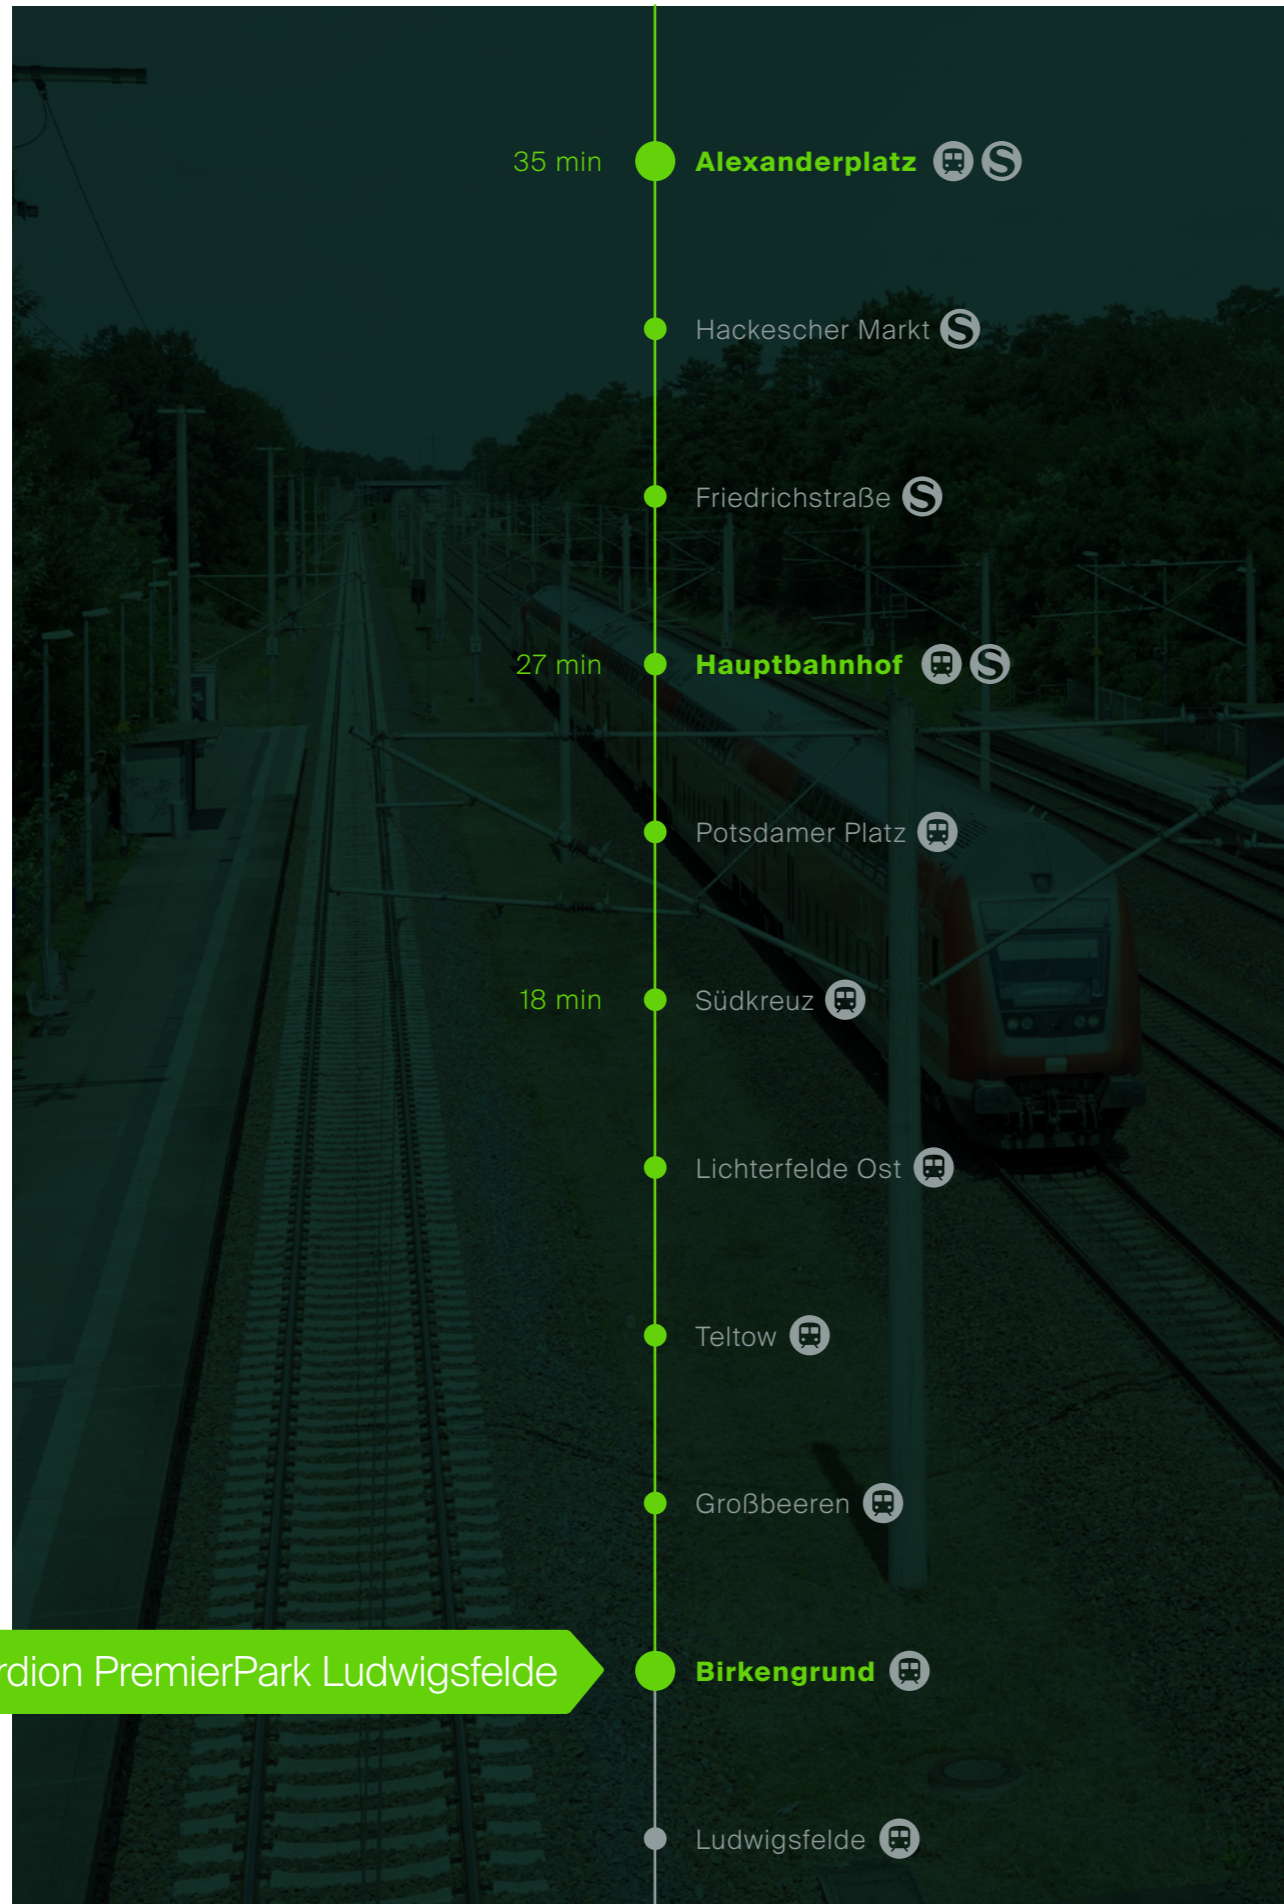 35 min Alexanderplatz S
Hackescher Markt S
Friedrichstraße S
27 min Hauptbahnhof S
Potsdamer Platz
18 min Südkreuz
Lichterfelde Ost
Teltow
Großbeeren
rdion PremierPark Ludwigsfelde Birkengrund
Ludwigsfelde